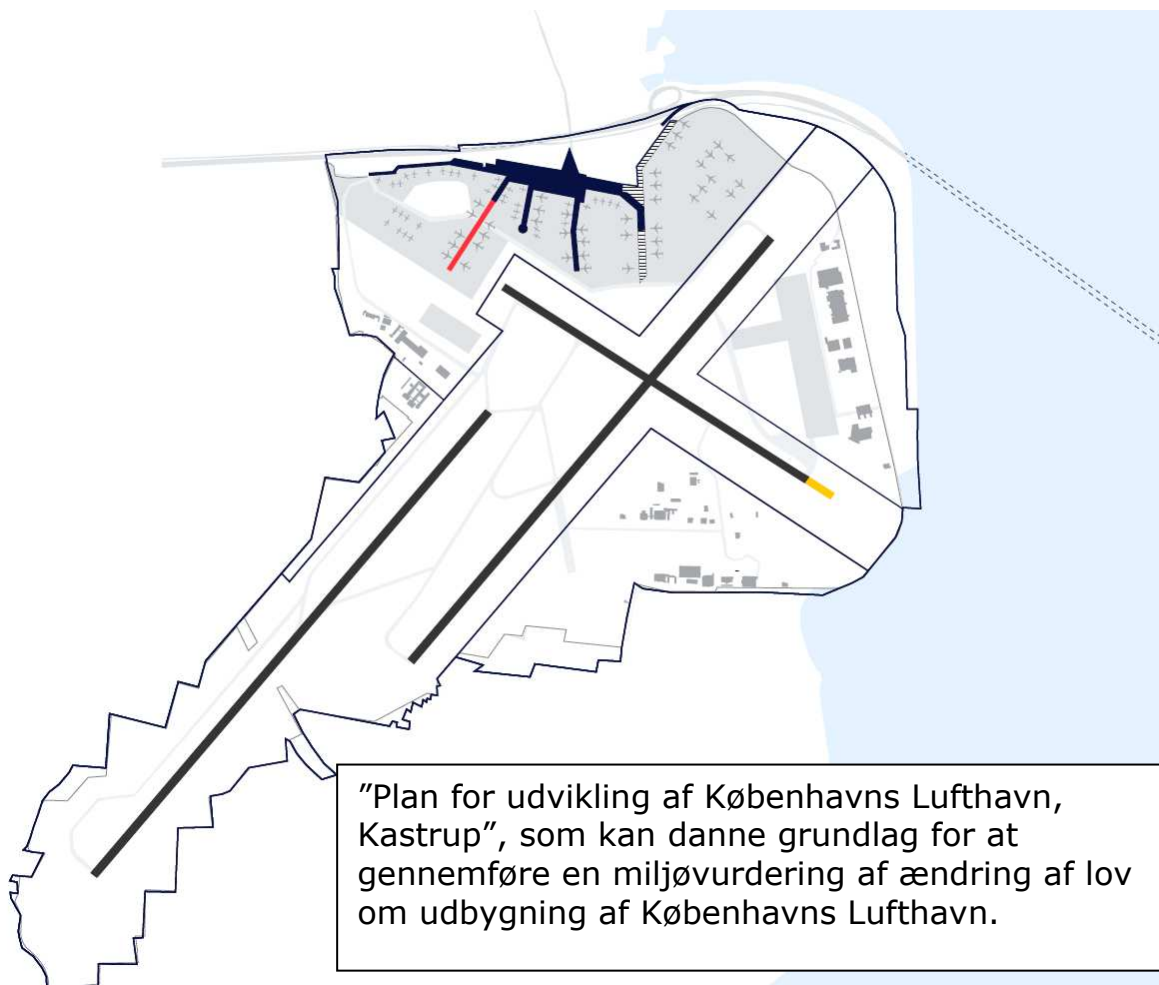 ”Plan for udvikling af Københavns Lufthavn,
Kastrup”, som kan danne grundlag for at
gennemføre en miljøvurdering af ændring af lov
om udbygning af Københavns Lufthavn.